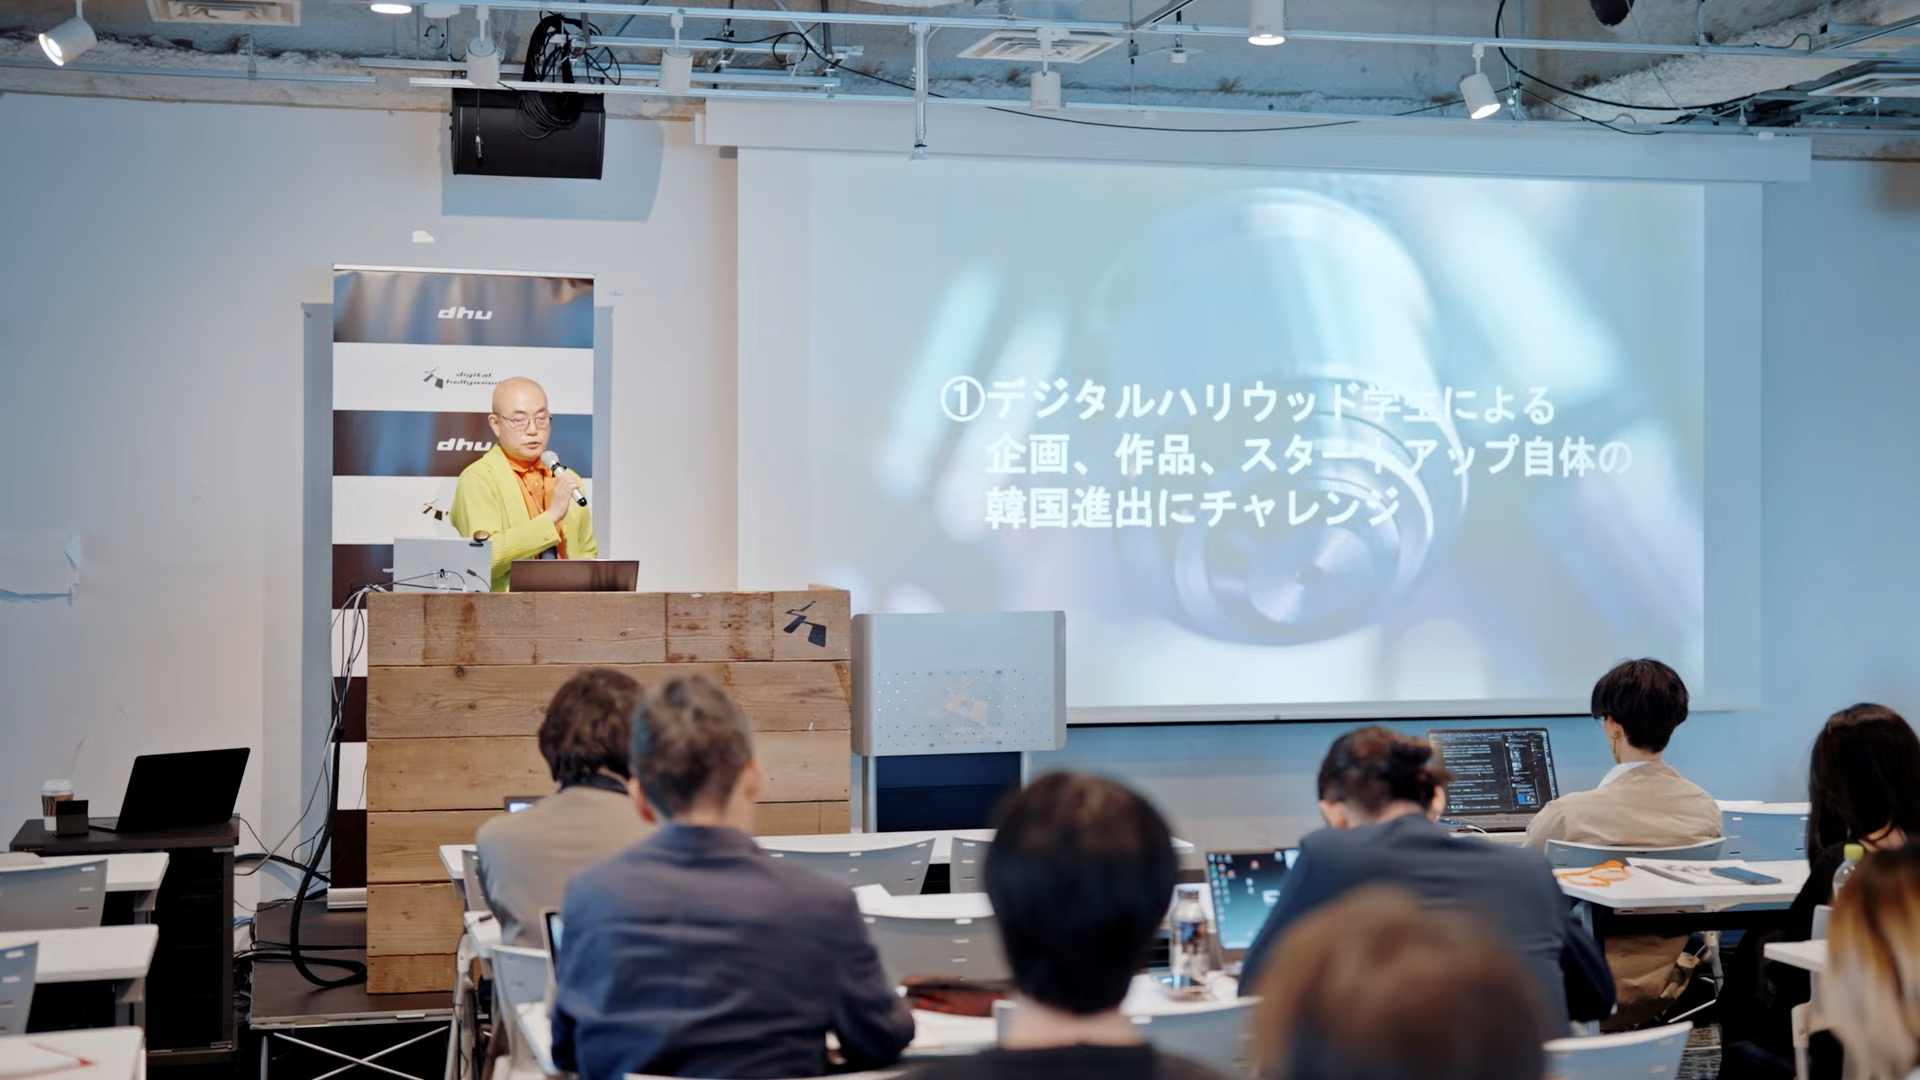 dhu
digital
hollywood
dhu
①デジタルハリウッド学生による
企画、作品、スタートアップ自体の
韓国進出にチャレンジ